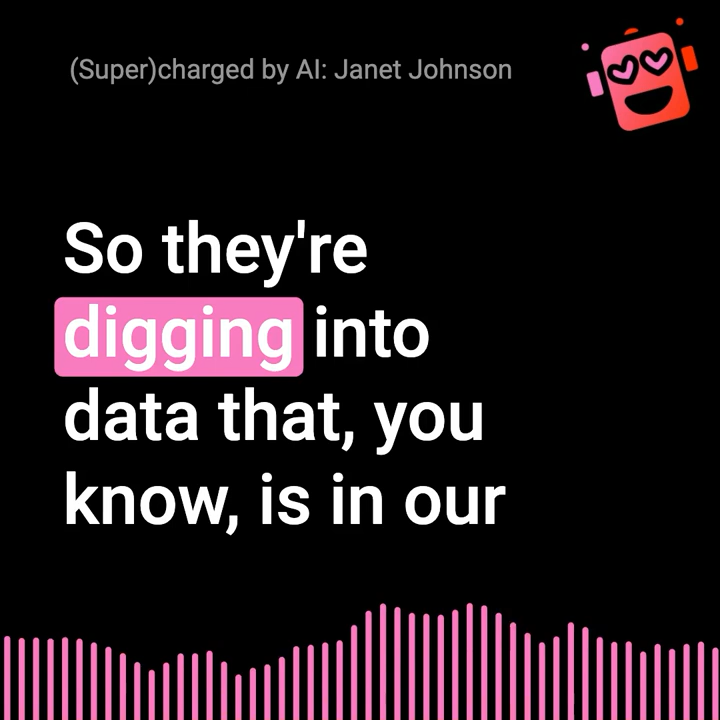 (Super)charged by AI: Janet Johnson
So they're
digging into
data that, you
know, is in our